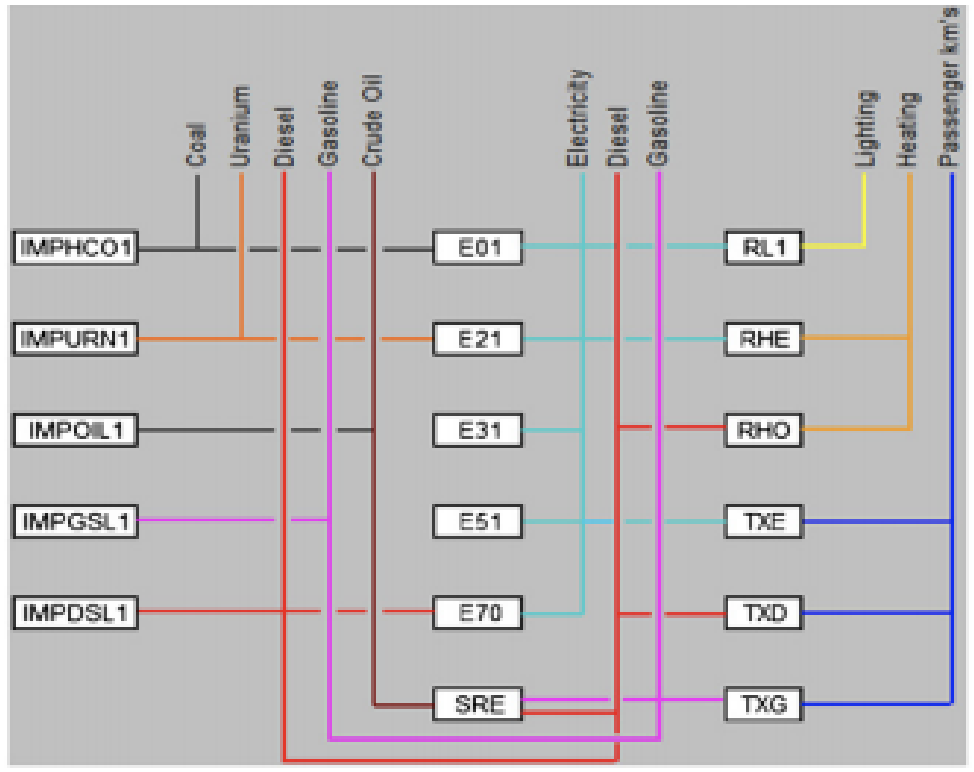 Coal
Uranium
Diesel
Gasoline
Crude Oil
Electricity
Diesel
Gasoline
Lighting
Heating
Passenger km's
IMPHCO1
E01
RL1
IMPURN1
E21
RHE
IMPOIL1
E31
RHO
IMPGSL1
E51
TXE
IMPDSL1
E70
TXD
SRE
TXG